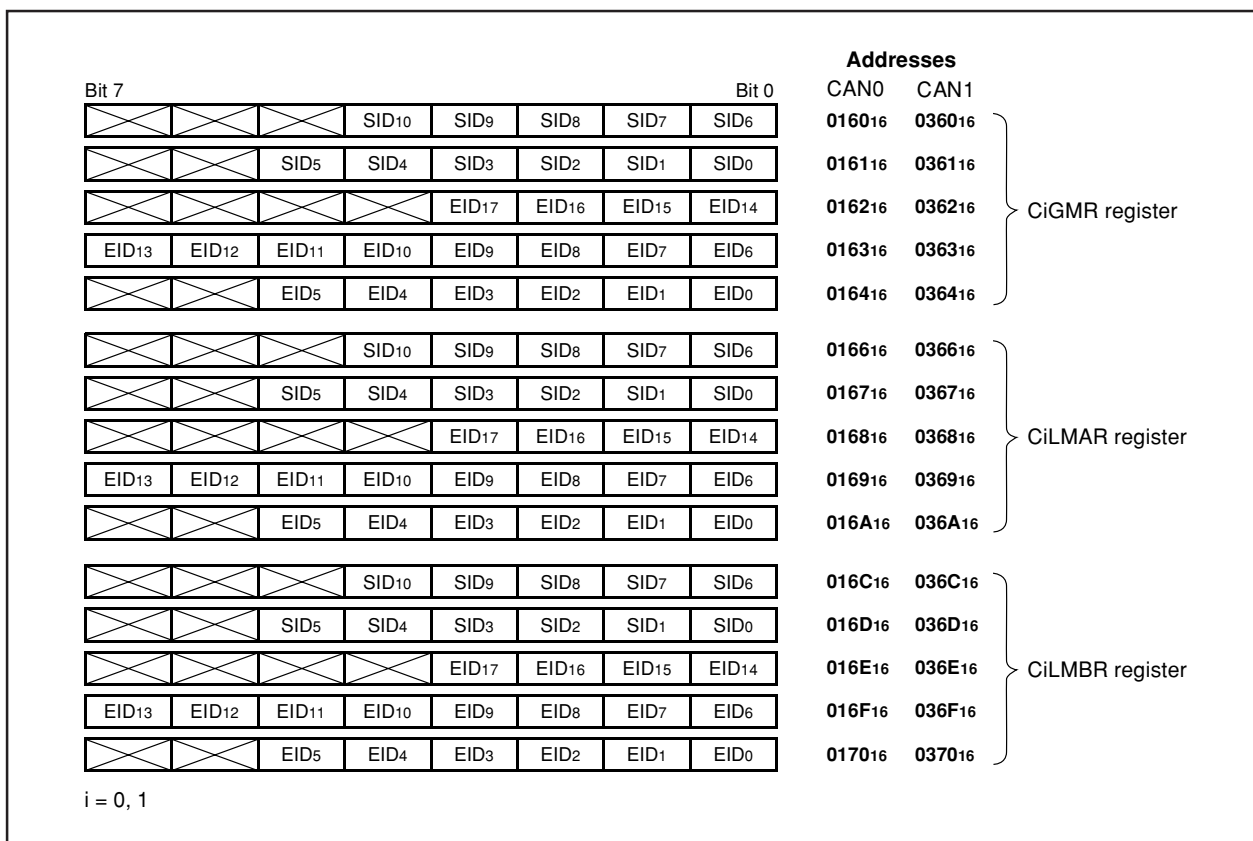 Addresses
Bit 7 Bit 0 CAN0 CAN1
SID10 SID9 SID8 SID7 SID6 016016 036016
SID5 SID4 SID3 SID2 SID1 SID0 016116 036116
EID17 EID16 EID15 EID14 016216 036216 CiGMR register
EID13 EID12 EID11 EID10 EID9 EID8 EID7 EID6 016316 036316
EID5 EID4 EID3 EID2 EID1 EID0 016416 036416
SID10 SID9 SID8 SID7 SID6 016616 036616
SID5 SID4 SID3 SID2 SID1 SID0 016716 036716
EID17 EID16 EID15 EID14 016816 036816 CiLMAR register
EID13 EID12 EID11 EID10 EID9 EID8 EID7 EID6 016916 036916
EID5 EID4 EID3 EID2 EID1 EID0 016A16 036A16
SID10 SID9 SID8 SID7 SID6 016C16 036C16
SID5 SID4 SID3 SID2 SID1 SID0 016D16 036D16
EID17 EID16 EID15 EID14 016E16 036E16 CiLMBR register
EID13 EID12 EID11 EID10 EID9 EID8 EID7 EID6 016F16 036F16
EID5 EID4 EID3 EID2 EID1 EID0 017016 037016
i = 0, 1